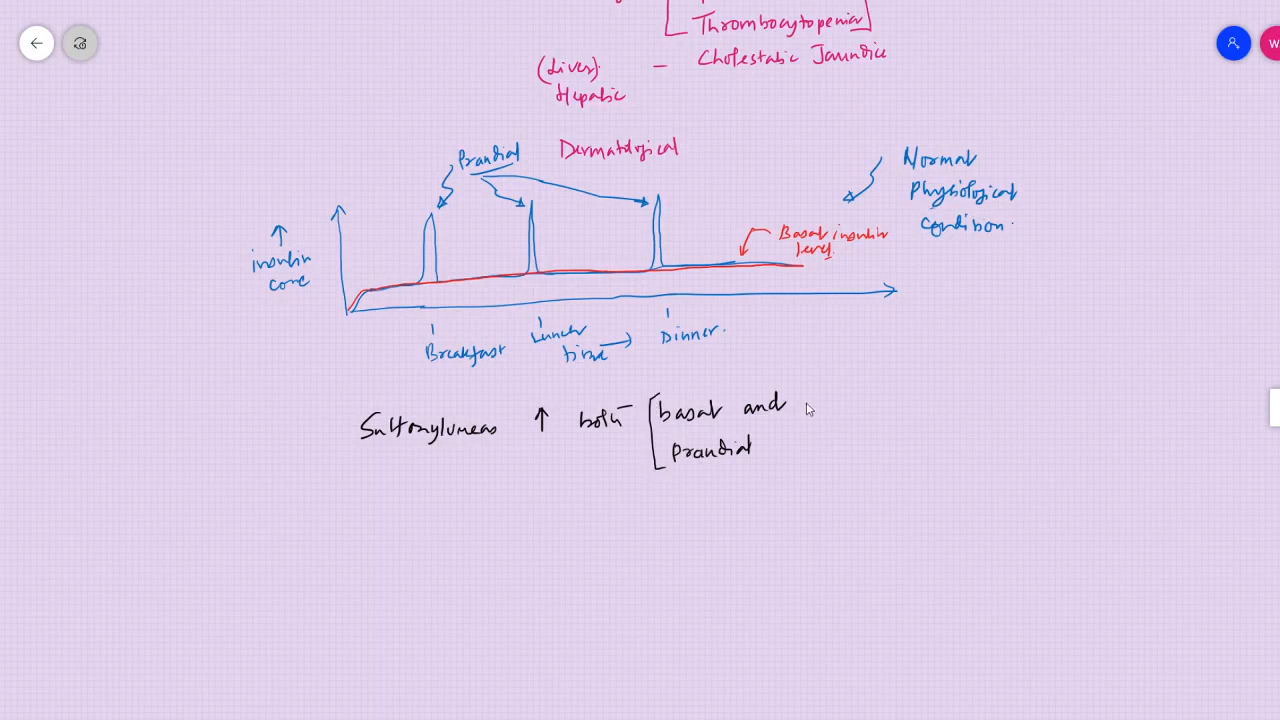 Thrombocytopenia
(Liver) — Cholestatic Jaundice
Hepatic
Dermatological
Prandial
Normal
Physiological
Condition.
Basal insulin
level.
↑
insulin
conc
Breakfast
Lunch
time →
Dinner.
Sulfonylureas ↑ both [basal and
Prandial
W